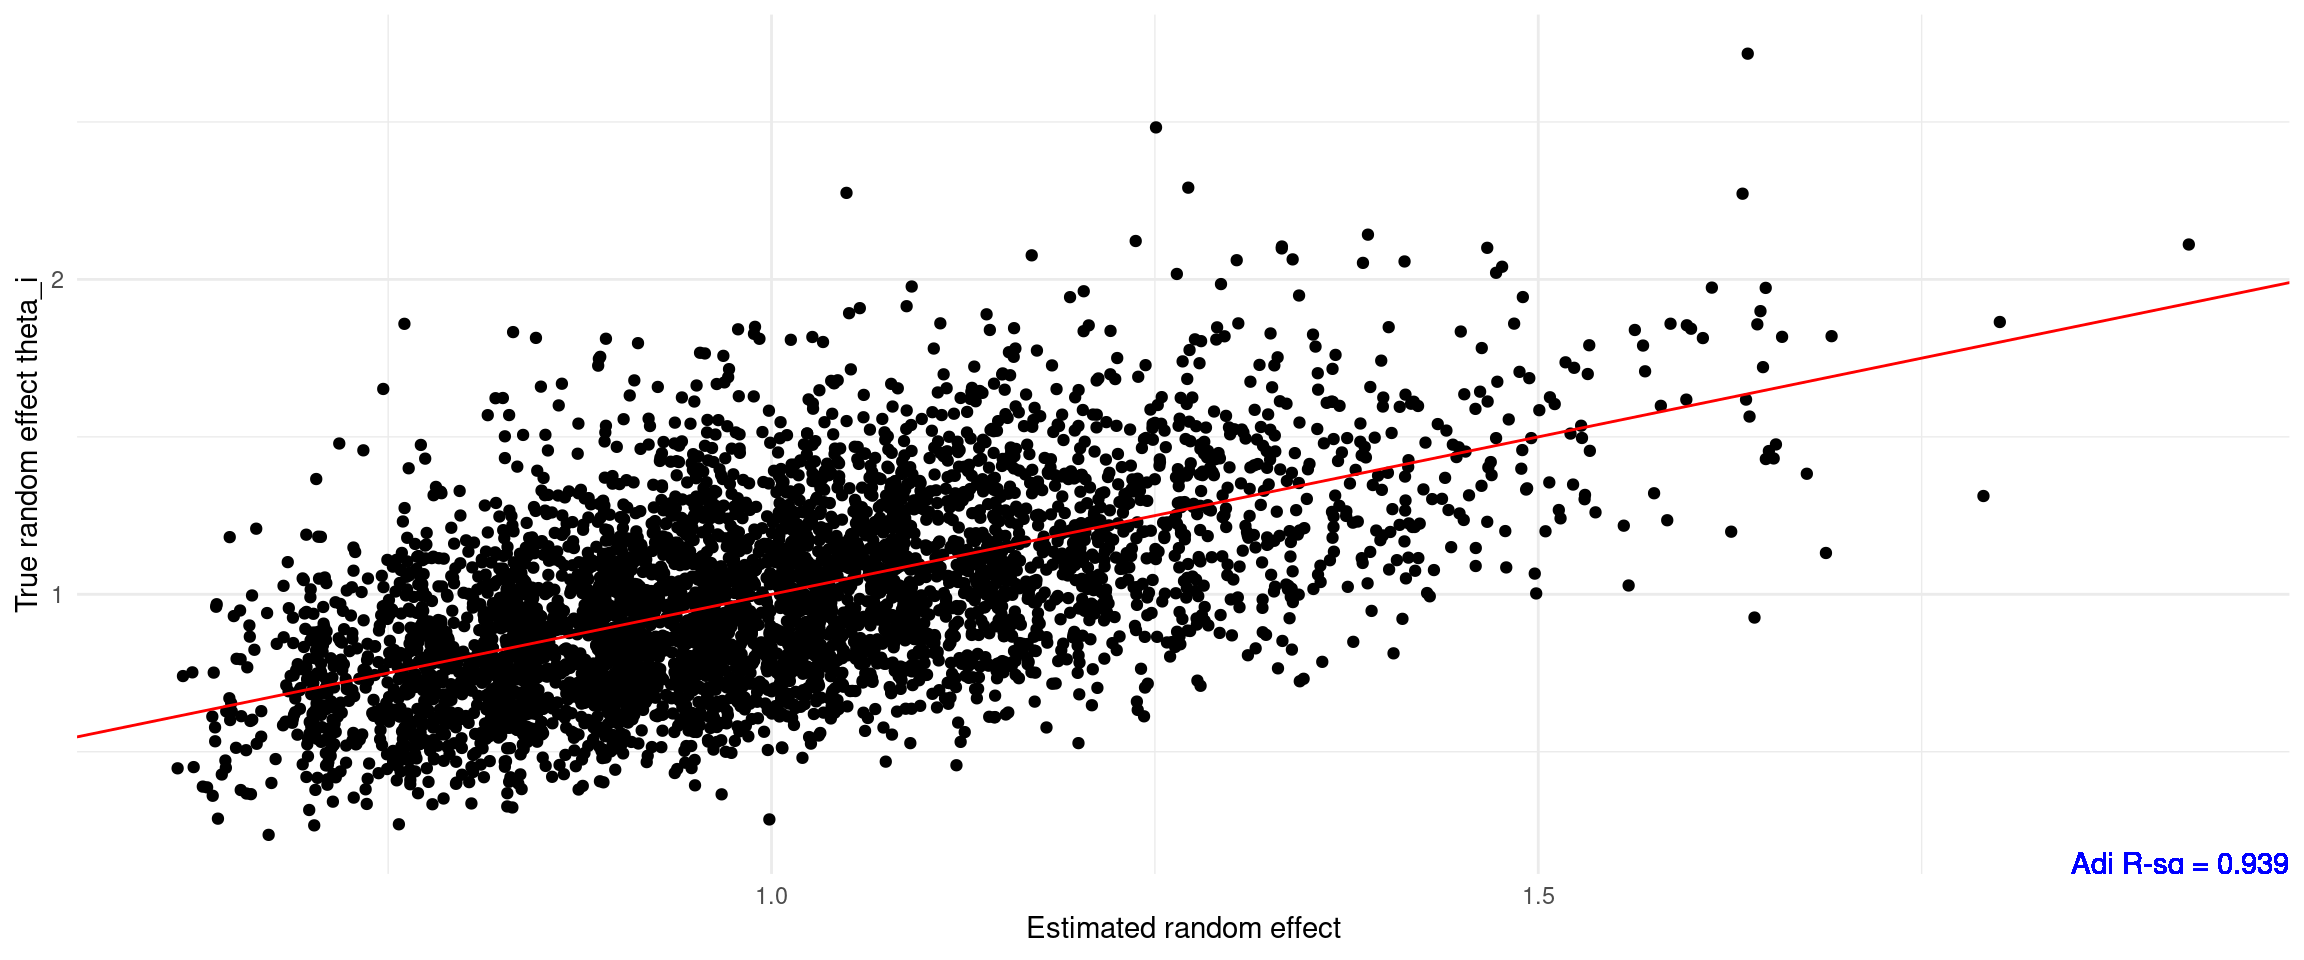 True random effect theta_i
2
1
Adj R-sq = 0.939
1.0
1.5
Estimated random effect